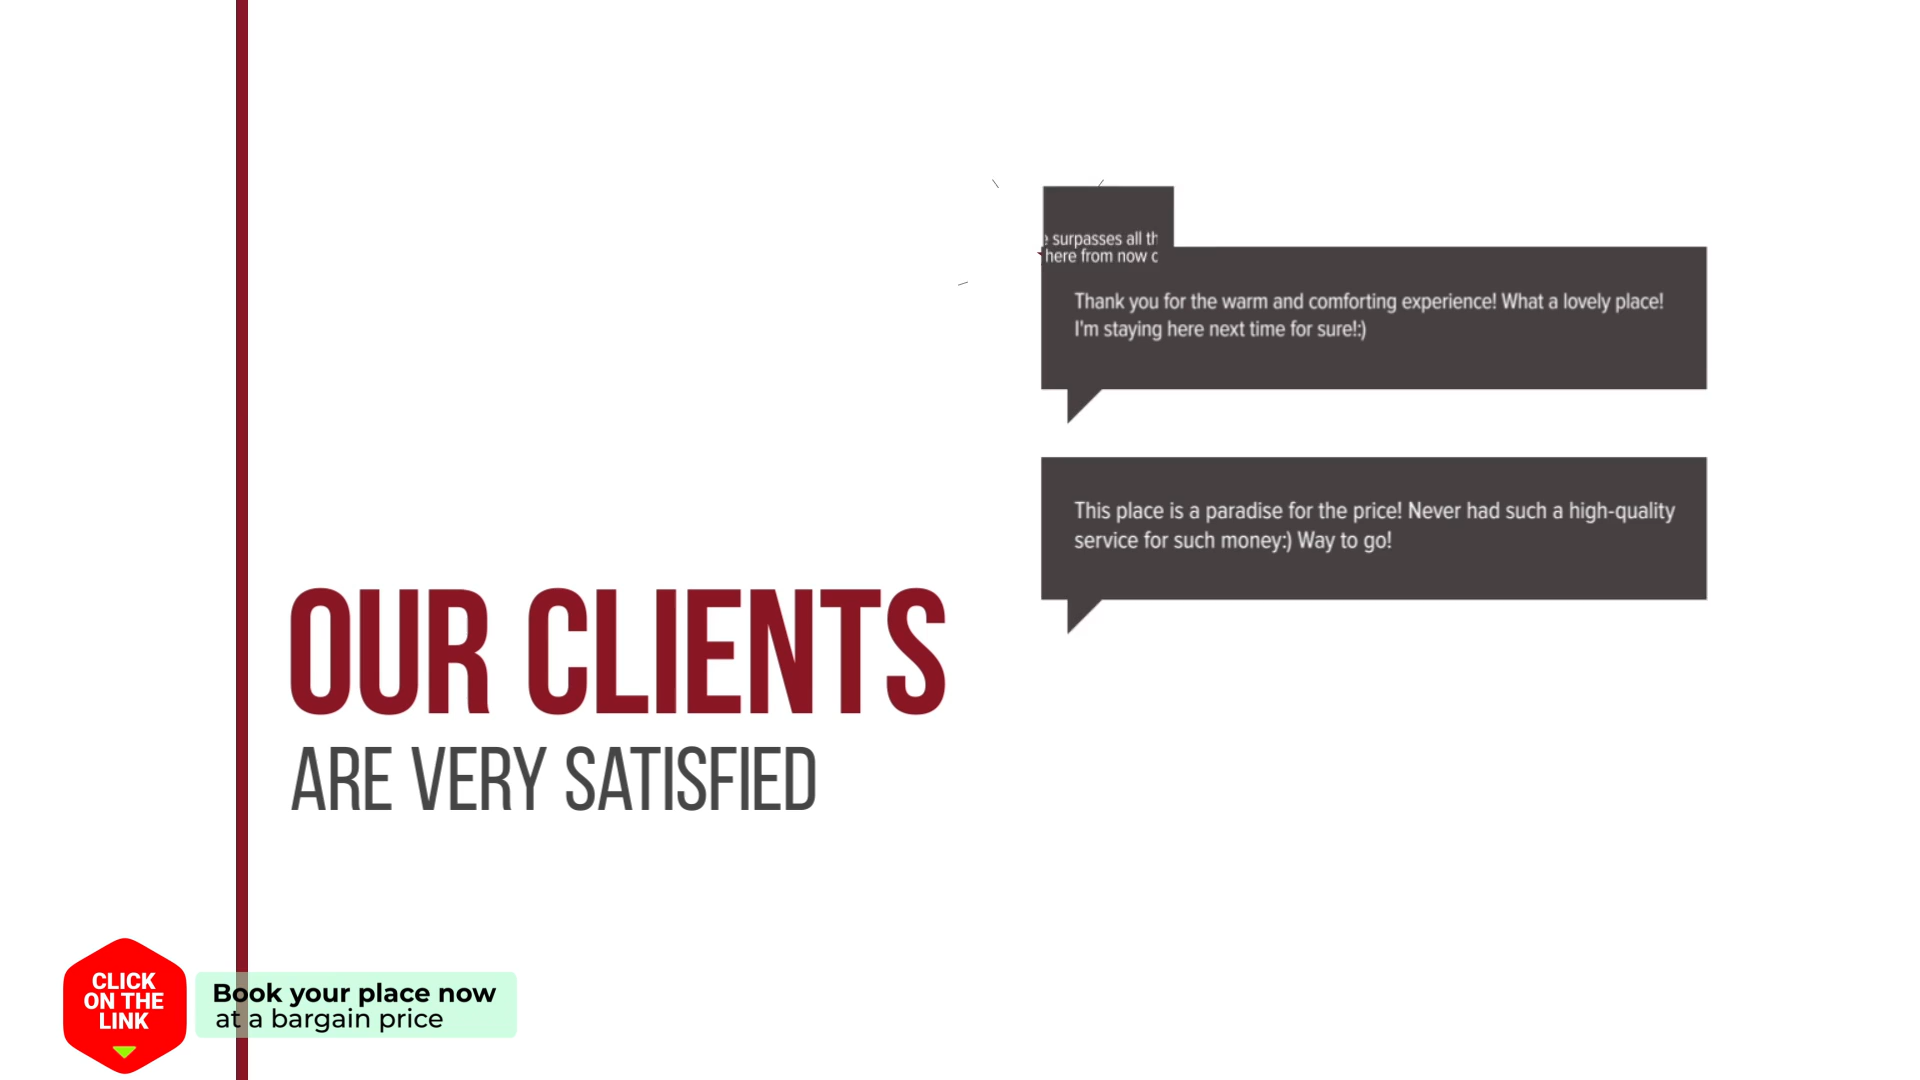 surpasses all
here from now
Thank you for the warm and comforting experience! What a lovely place!
I'm staying here next time for sure!:)
This place is a paradise for the price! Never had such a high-quality
service for such money:) Way to go!
OUR CLIENTS
ARE VERY SATISFIED
CLICK
ON THE
LINK
Book your place now
at a bargain price